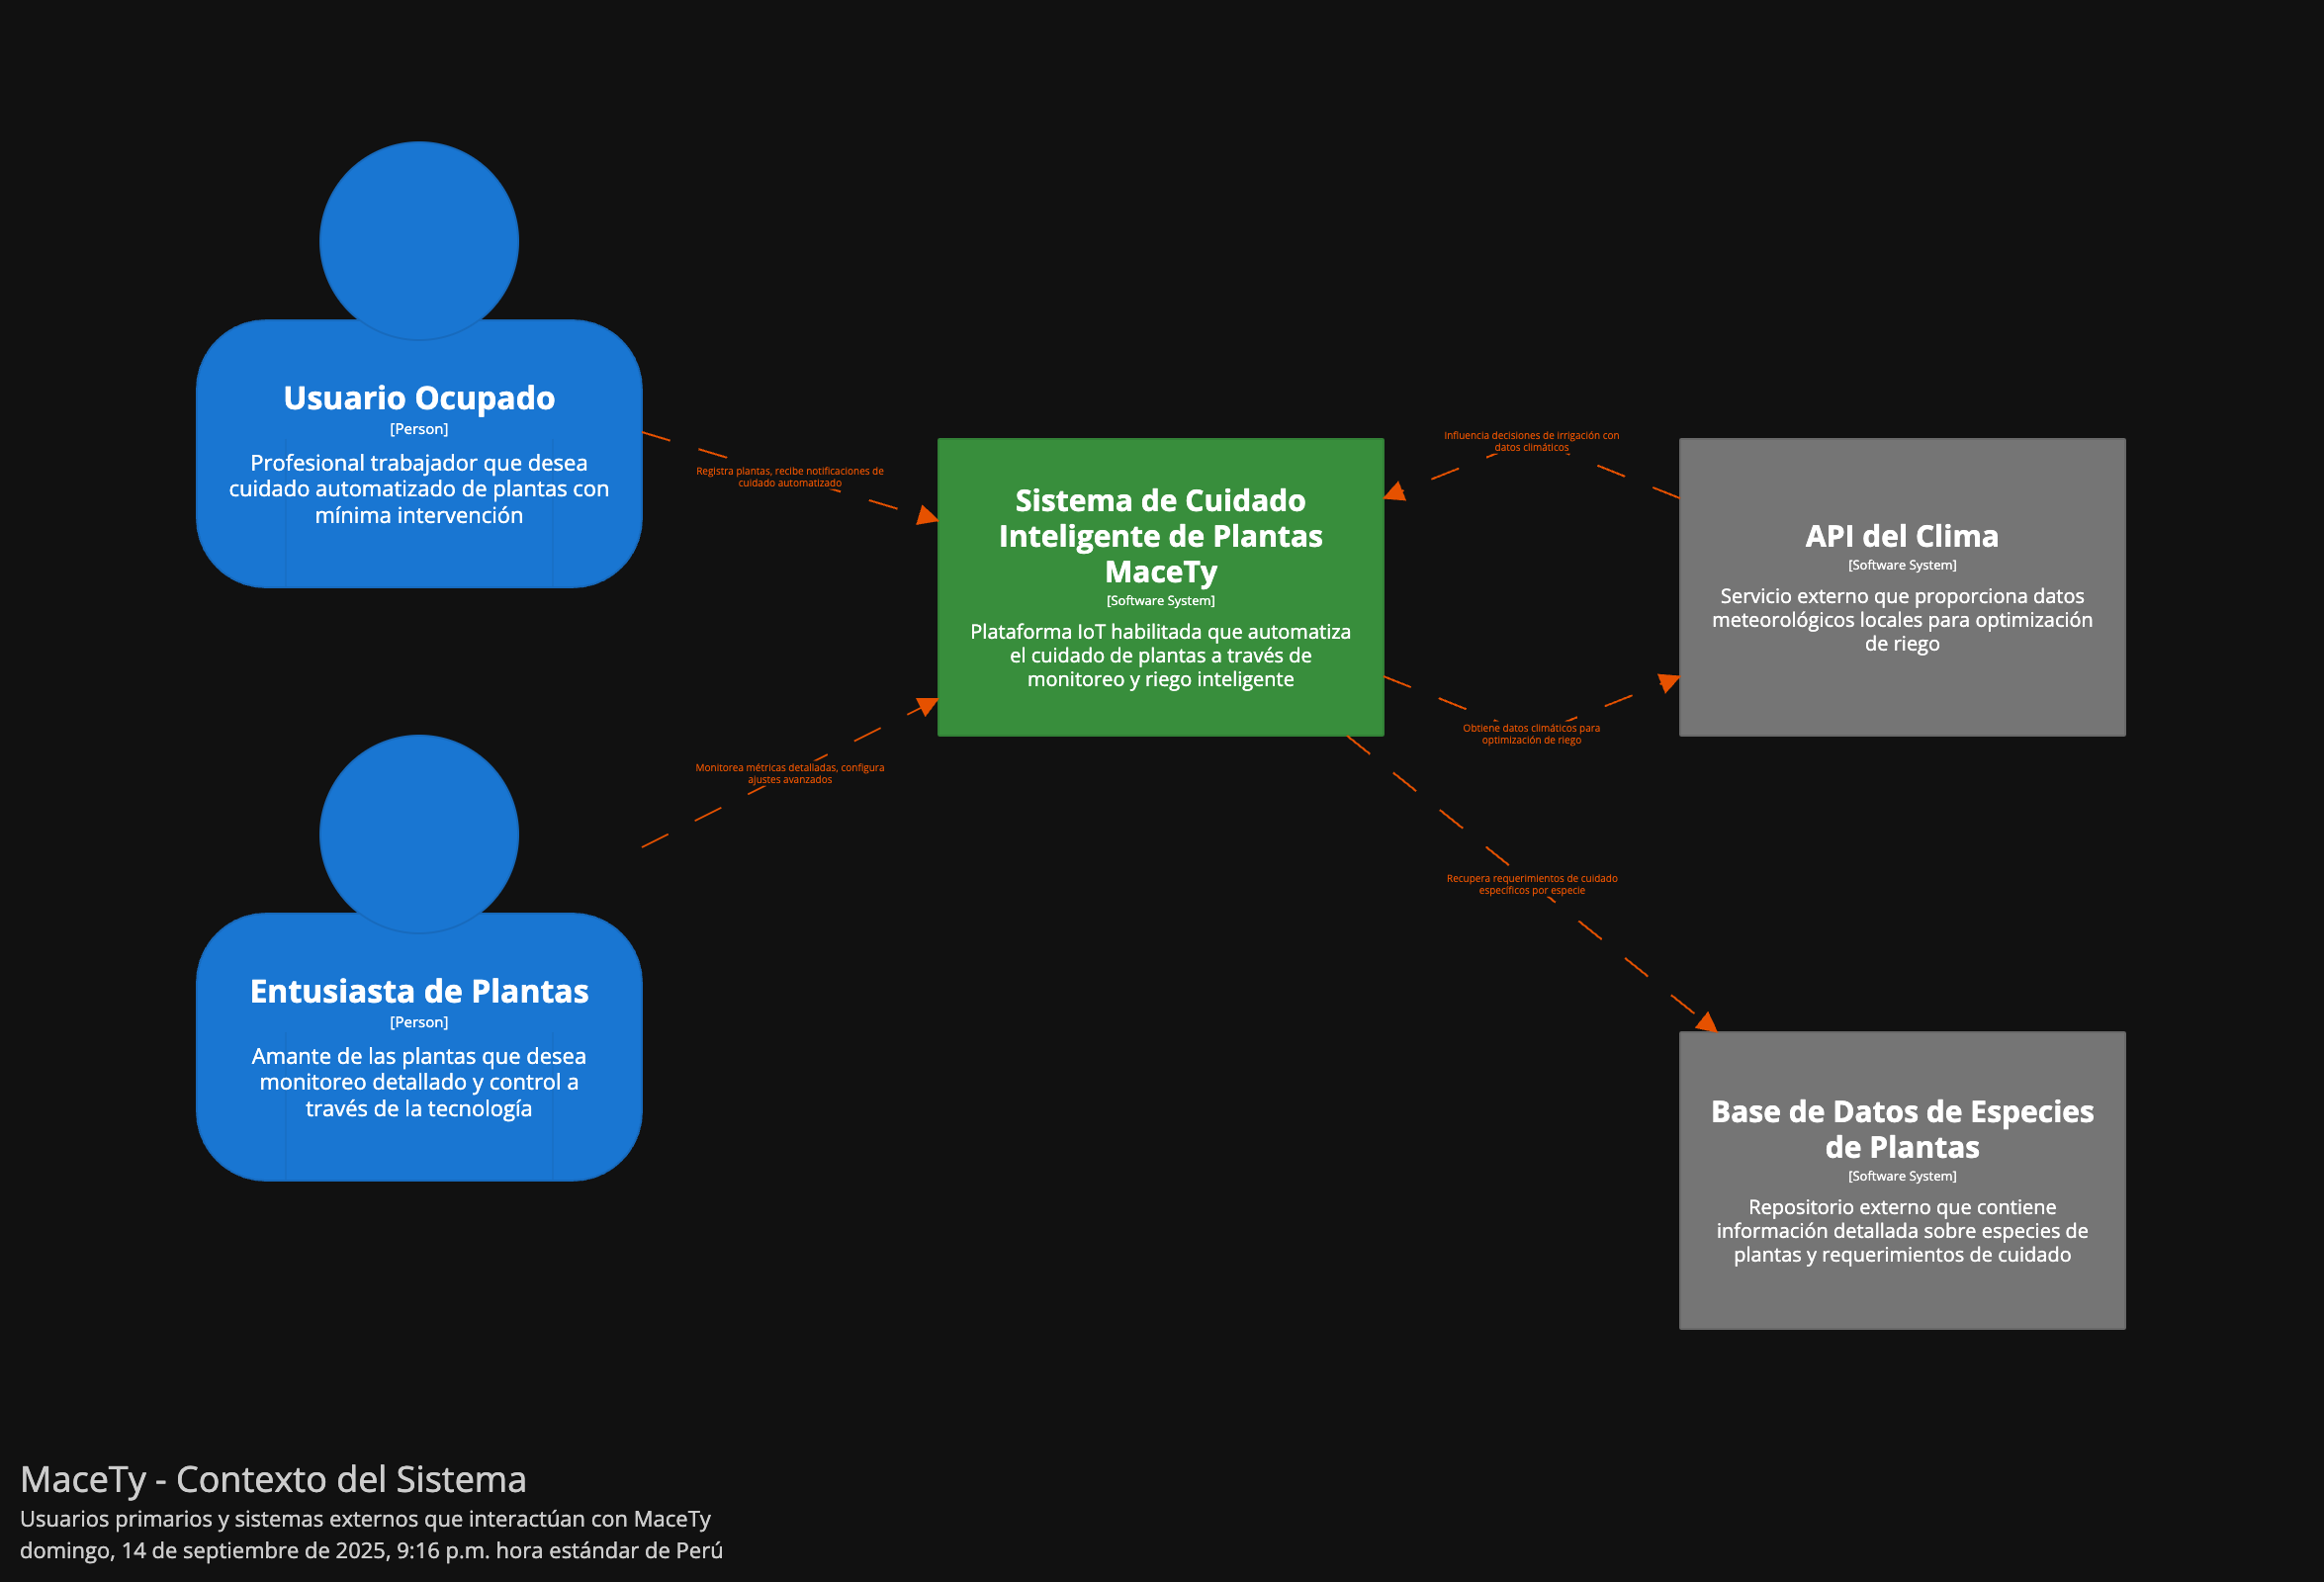 Usuario Ocupado
[Person]
Profesional trabajador que desea
cuidado automatizado de plantas con
mínima intervención
Registra plantas, recibe notificaciones de
cuidado automatizado
Entusiasta de Plantas
[Person]
Amante de las plantas que desea
monitoreo detallado y control a
través de la tecnología
Monitorea métricas detalladas, configura
ajustes avanzados
Sistema de Cuidado
Inteligente de Plantas
MaceTy
[Software System]
Plataforma IoT habilitada que automatiza
el cuidado de plantas a través de
monitoreo y riego inteligente
Influencia decisiones de irrigación con
datos climáticos
Obtiene datos climáticos para
optimización de riego
Recupera requerimientos de cuidado
específicos por especie
API del Clima
[Software System]
Servicio externo que proporciona datos
meteorológicos locales para optimización
de riego
Base de Datos de Especies
de Plantas
[Software System]
Repositorio externo que contiene
información detallada sobre especies de
plantas y requerimientos de cuidado
MaceTy - Contexto del Sistema
Usuarios primarios y sistemas externos que interactúan con MaceTy
domingo, 14 de septiembre de 2025, 9:16 p.m. hora estándar de Perú